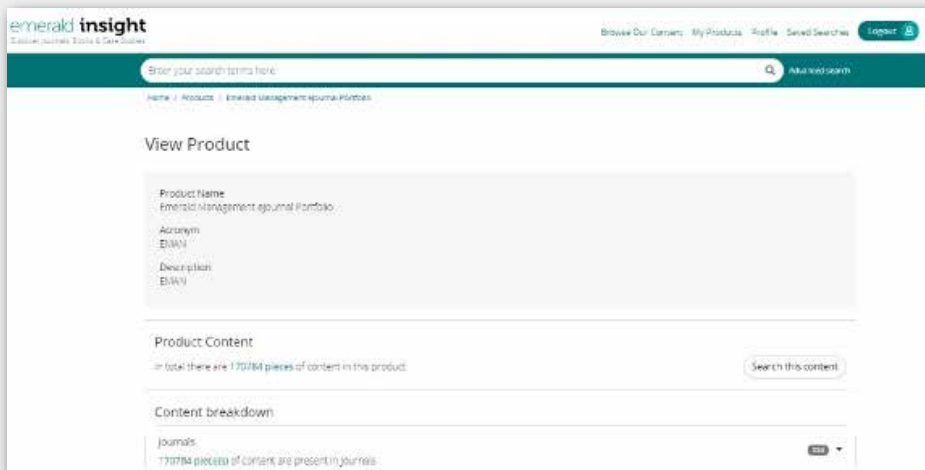 emerald insight
Discover Journals, Books & Case Studies
Browse Our Content My Products Profile Saved Searches Logout
Enter your search terms here
Advanced search
Home / Products / Emerald Management eJournal Portfolio
View Product
Product Name
Emerald Management eJournal Portfolio
Acronym
EMAN
Description
EMAN
Product Content
In total there are 170784 pieces of content in this product
Search this content
Content breakdown
Journals
170784 piece(s) of content are present in Journals